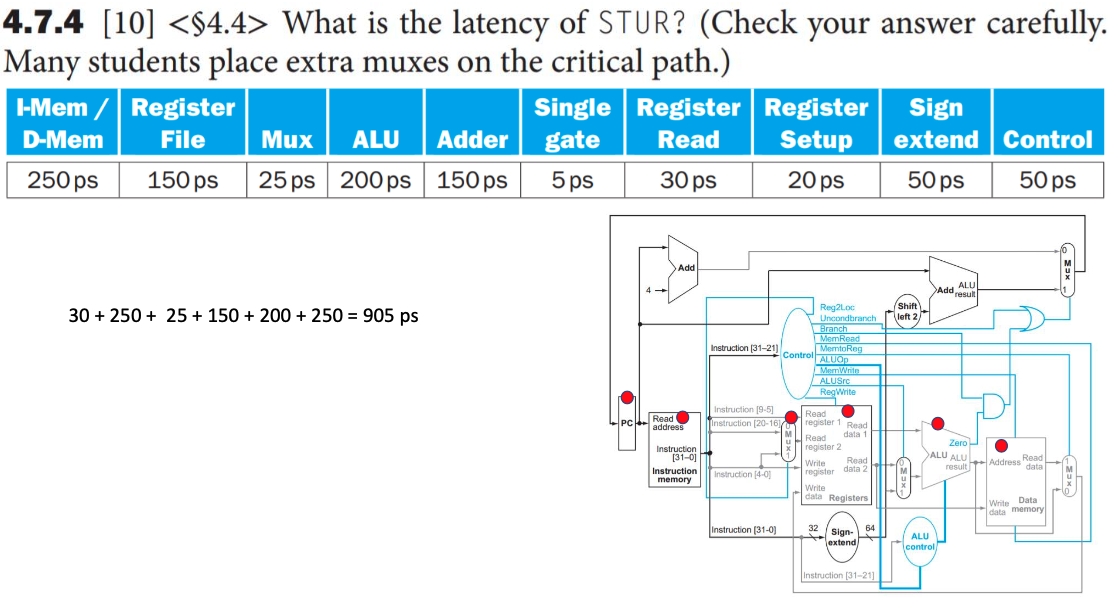 4.7.4 [10] <§4.4> What is the latency of STUR? (Check your answer carefully.
Many students place extra muxes on the critical path.)
I-Mem / D-Mem Register File Mux ALU Adder Single gate Register Read Register Setup Sign extend Control
250 ps 150 ps 25 ps 200 ps 150 ps 5 ps 30 ps 20 ps 50 ps 50 ps
30 + 250 + 25 + 150 + 200 + 250 = 905 ps
Add
4
Add ALU result
0
M
u
x
1
Shift
left 2
Reg2Loc
Uncondbranch
Branch
MemRead
MemtoReg
ALUOp
MemWrite
ALUSrc
RegWrite
Control
Instruction [31–21]
PC
Read
address
Instruction
[31–0]
Instruction
memory
Instruction [9-5]
Instruction [20-16]
Instruction [4-0]
0
M
u
x
1
Read
register 1
Read
register 2
Write
register
Write
data
Read
data 1
Read
data 2
Registers
0
M
u
x
1
Zero
ALU ALU
result
Address
Read
data
Write
data
Data
memory
1
M
u
x
0
Instruction [31-0]
32
Sign-
extend
64
ALU
control
Instruction [31–21]